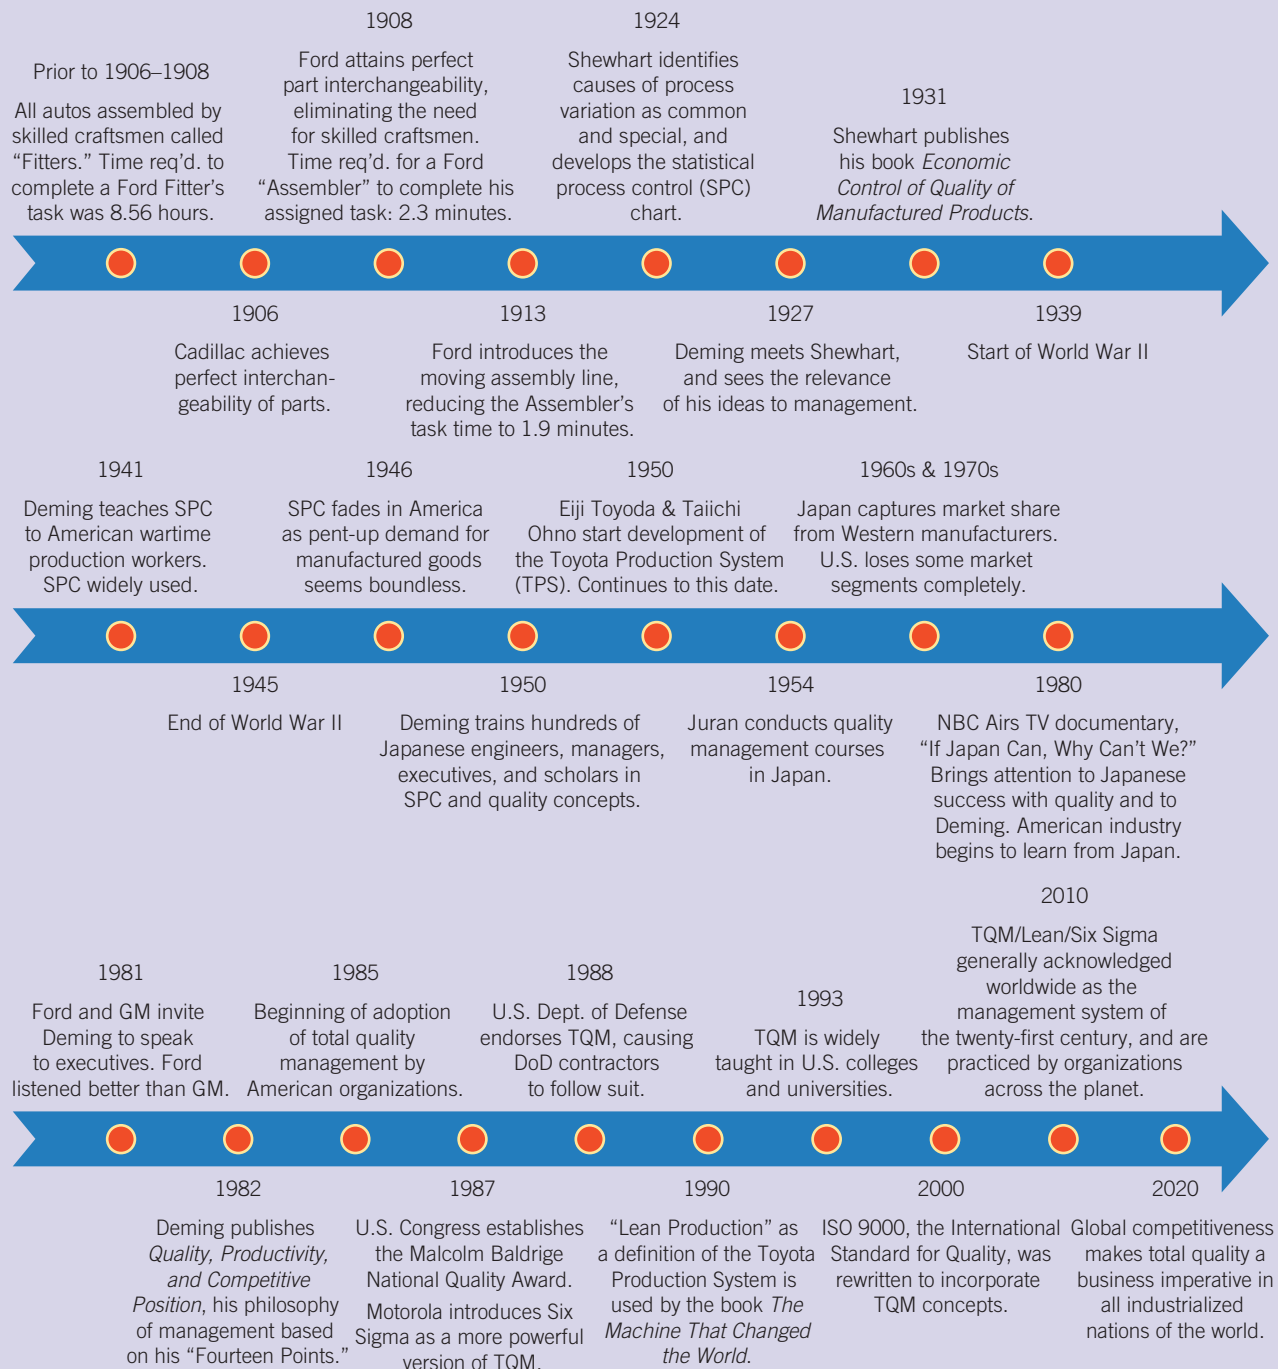 Prior to 1906–1908
All autos assembled by
skilled craftsmen called
“Fitters.” Time req’d. to
complete a Ford Fitter’s
task was 8.56 hours.
1906
Cadillac achieves
perfect interchan-
geability of parts.
1908
Ford attains perfect
part interchangeability,
eliminating the need
for skilled craftsmen.
Time req’d. for a Ford
“Assembler” to complete his
assigned task: 2.3 minutes.
1913
Ford introduces the
moving assembly line,
reducing the Assembler’s
task time to 1.9 minutes.
1924
Shewhart identifies
causes of process
variation as common
and special, and
develops the statistical
process control (SPC)
chart.
1927
Deming meets Shewhart,
and sees the relevance
of his ideas to management.
1931
Shewhart publishes
his book Economic
Control of Quality of
Manufactured Products.
1939
Start of World War II
1941
Deming teaches SPC
to American wartime
production workers.
SPC widely used.
1945
End of World War II
1946
SPC fades in America
as pent-up demand for
manufactured goods
seems boundless.
1950
Deming trains hundreds of
Japanese engineers, managers,
executives, and scholars in
SPC and quality concepts.
1950
Eiji Toyoda & Taiichi
Ohno start development of
the Toyota Production System
(TPS). Continues to this date.
1954
Juran conducts quality
management courses
in Japan.
1960s & 1970s
Japan captures market share
from Western manufacturers.
U.S. loses some market
segments completely.
1980
NBC Airs TV documentary,
“If Japan Can, Why Can’t We?”
Brings attention to Japanese
success with quality and to
Deming. American industry
begins to learn from Japan.
1981
Ford and GM invite
Deming to speak
to executives. Ford
listened better than GM.
1982
Deming publishes
Quality, Productivity,
and Competitive
Position, his philosophy
of management based
on his “Fourteen Points.”
1985
Beginning of adoption
of total quality
management by
American organizations.
1987
U.S. Congress establishes
the Malcolm Baldrige
National Quality Award.
Motorola introduces Six
Sigma as a more powerful
version of TQM.
1988
U.S. Dept. of Defense
endorses TQM, causing
DoD contractors
to follow suit.
1990
“Lean Production” as
a definition of the Toyota
Production System is
used by the book The
Machine That Changed
the World.
1993
TQM is widely
taught in U.S. colleges
and universities.
2000
ISO 9000, the International
Standard for Quality, was
rewritten to incorporate
TQM concepts.
2010
TQM/Lean/Six Sigma
generally acknowledged
worldwide as the
management system of
the twenty-first century, and are
practiced by organizations
across the planet.
2020
Global competitiveness
makes total quality a
business imperative in
all industrialized
nations of the world.